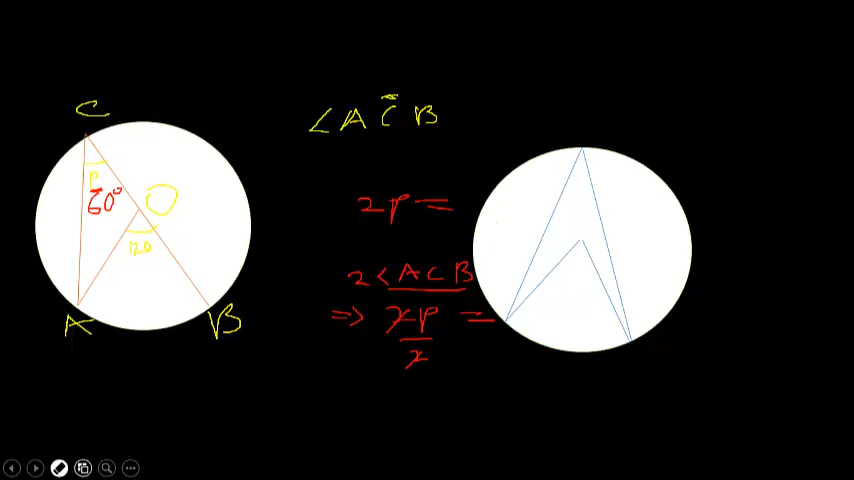 C
∠ACB
P
60°
O
2p =
120
2<ACB
A
B
=> 2p =
2